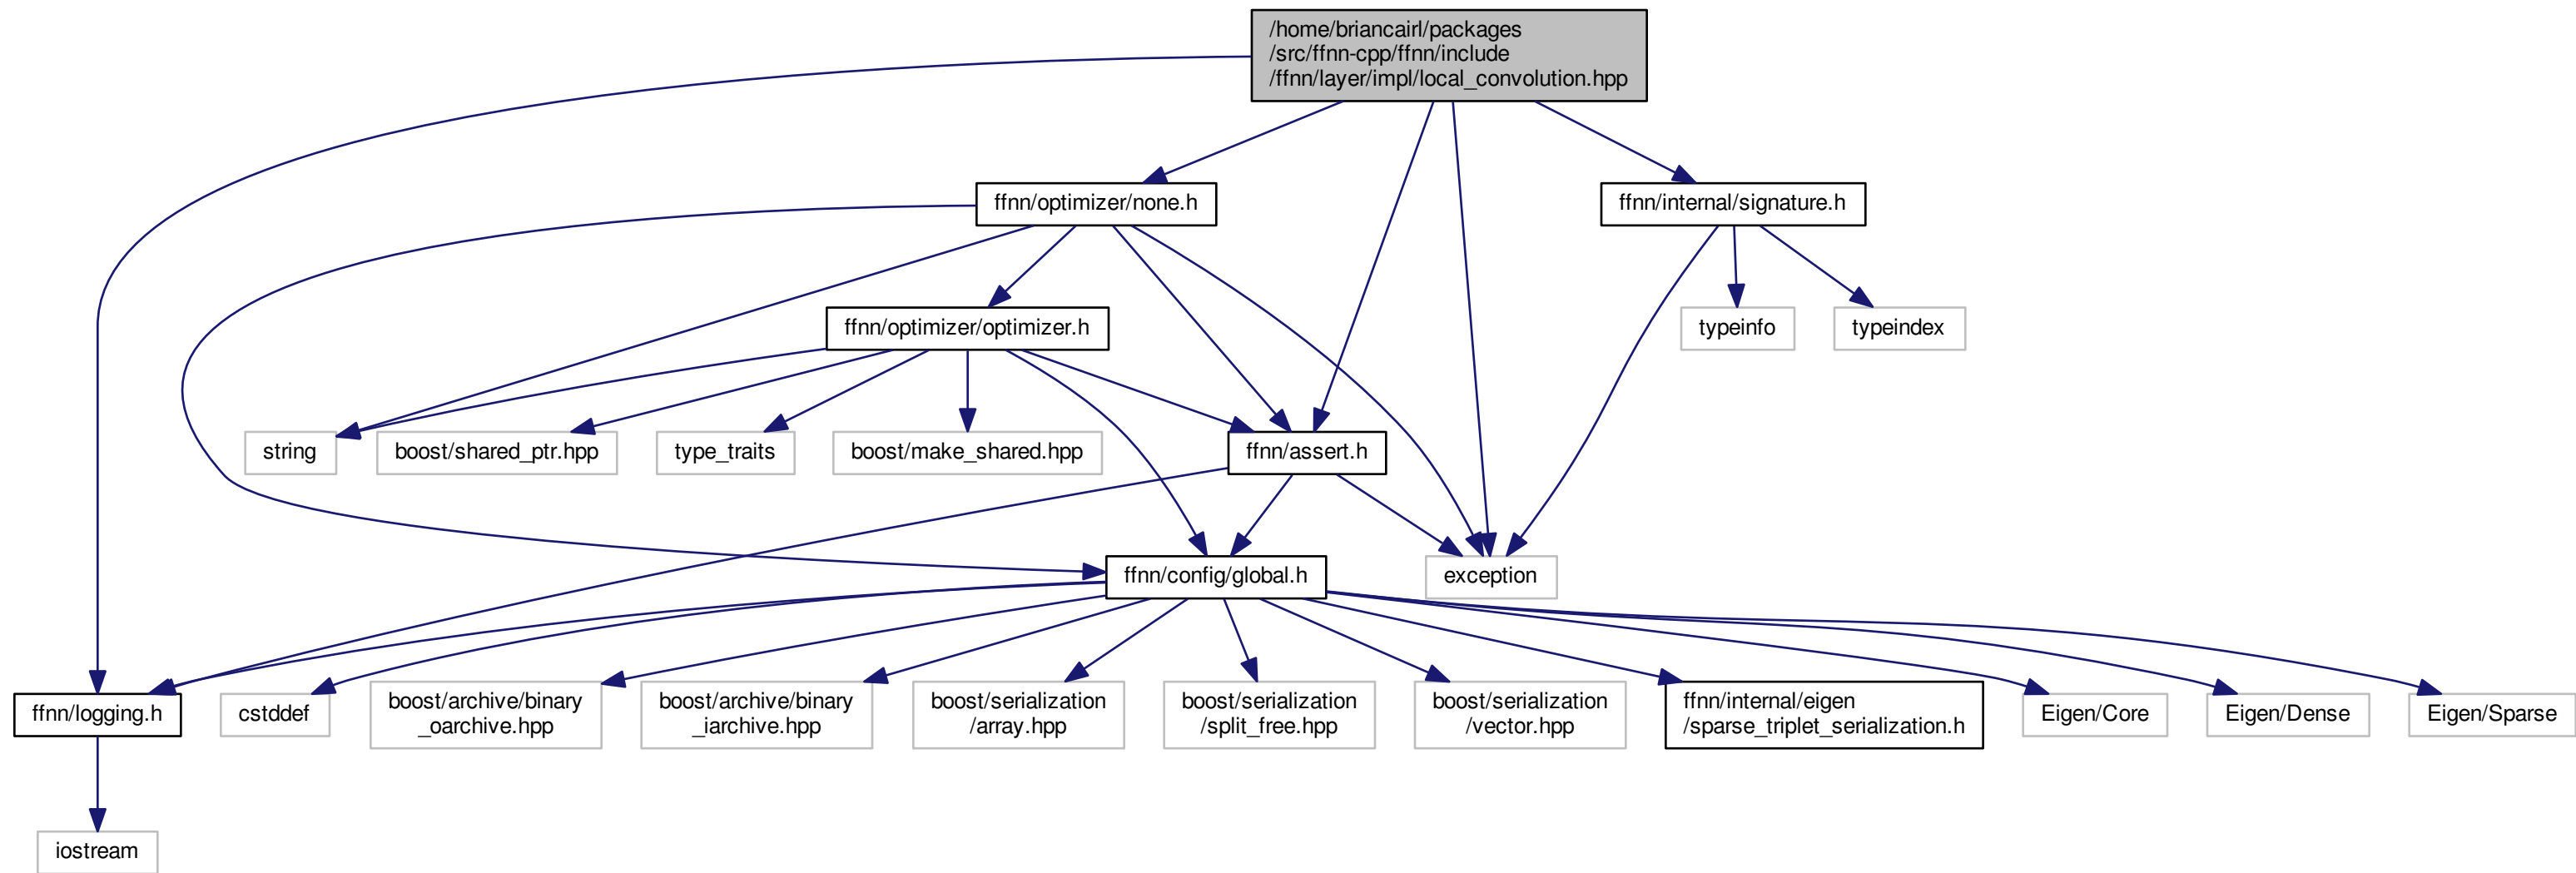 /home/briancairl/packages
/src/ffnn-cpp/ffnn/include
/ffnn/layer/impl/local_convolution.hpp
ffnn/optimizer/none.h
ffnn/internal/signature.h
ffnn/optimizer/optimizer.h
typeinfo
typeindex
string
boost/shared_ptr.hpp
type_traits
boost/make_shared.hpp
ffnn/assert.h
ffnn/config/global.h
exception
ffnn/logging.h
cstddef
boost/archive/binary
_oarchive.hpp
boost/archive/binary
_iarchive.hpp
boost/serialization
/array.hpp
boost/serialization
/split_free.hpp
boost/serialization
/vector.hpp
ffnn/internal/eigen
/sparse_triplet_serialization.h
Eigen/Core
Eigen/Dense
Eigen/Sparse
iostream